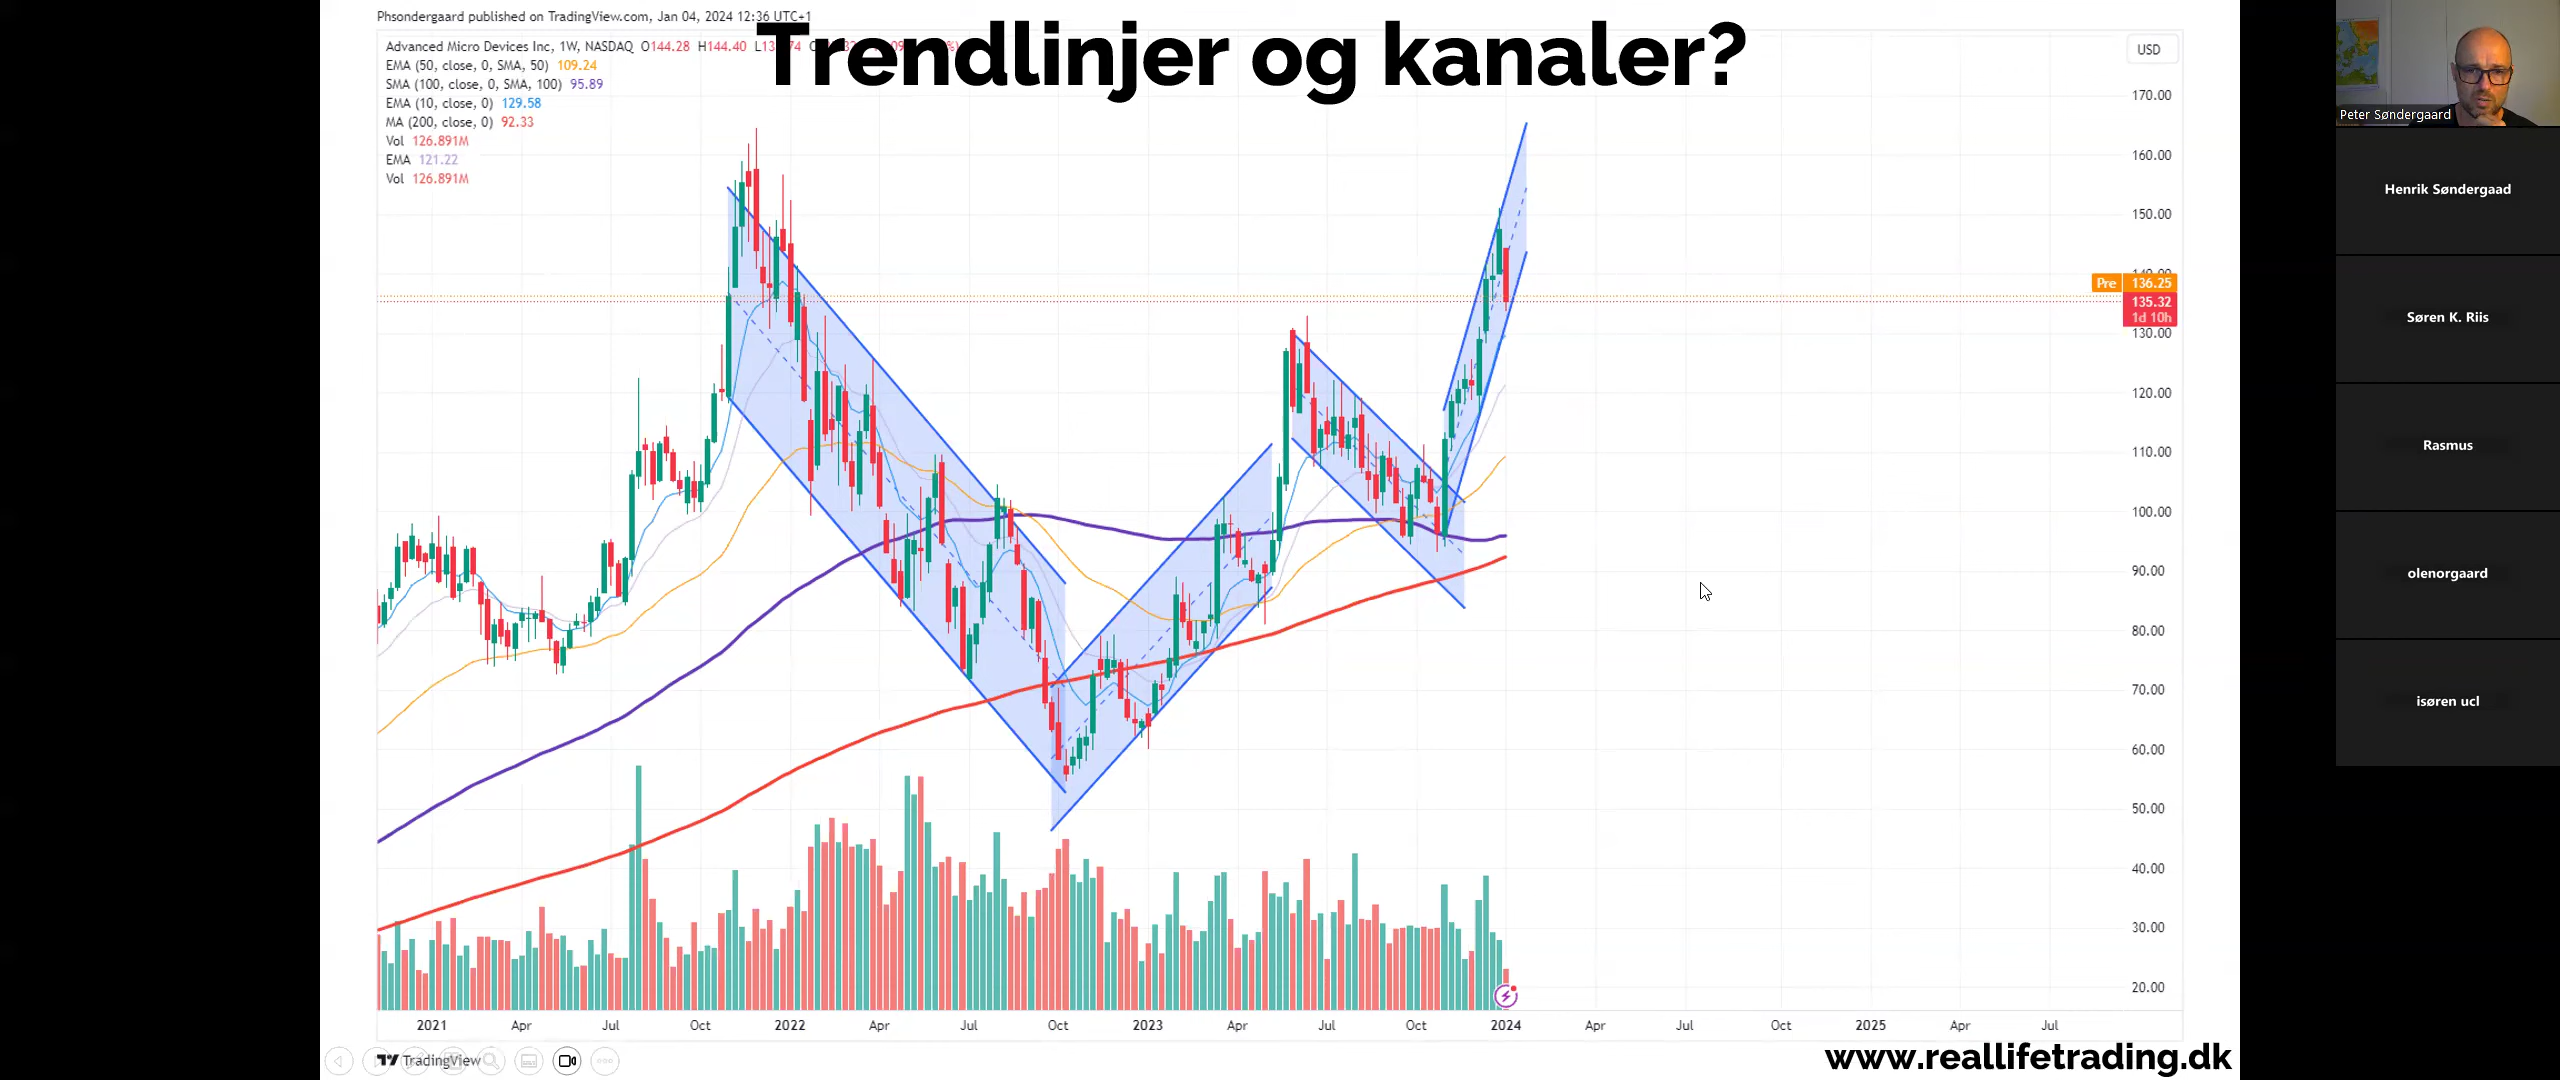 Phsondergaard published on TradingView.com, Jan 04, 2024 12:36 UTC+1
Trendlinjer og kanaler?
Advanced Micro Devices Inc, 1W, NASDAQ O144.28 H144.40
EMA (50, close, 0, SMA, 50) 109.24
SMA (100, close, 0, SMA, 100) 95.89
EMA (10, close, 0) 129.58
MA (200, close, 0) 92.33
Vol 126.891M
EMA 121.22
Vol 126.891M
USD
170.00
160.00
150.00
140.00
Pre 136.25
135.32
1d 10h
130.00
120.00
110.00
100.00
90.00
80.00
70.00
60.00
50.00
40.00
30.00
20.00
2021 Apr Jul Oct 2022 Apr Jul Oct 2023 Apr Jul Oct 2024 Apr Jul Oct 2025 Apr Jul
TradingView
www.reallifetrading.dk
Peter Søndergaard
Henrik Søndergaad
Søren K. Riis
Rasmus
olenorgaard
isøren ucl